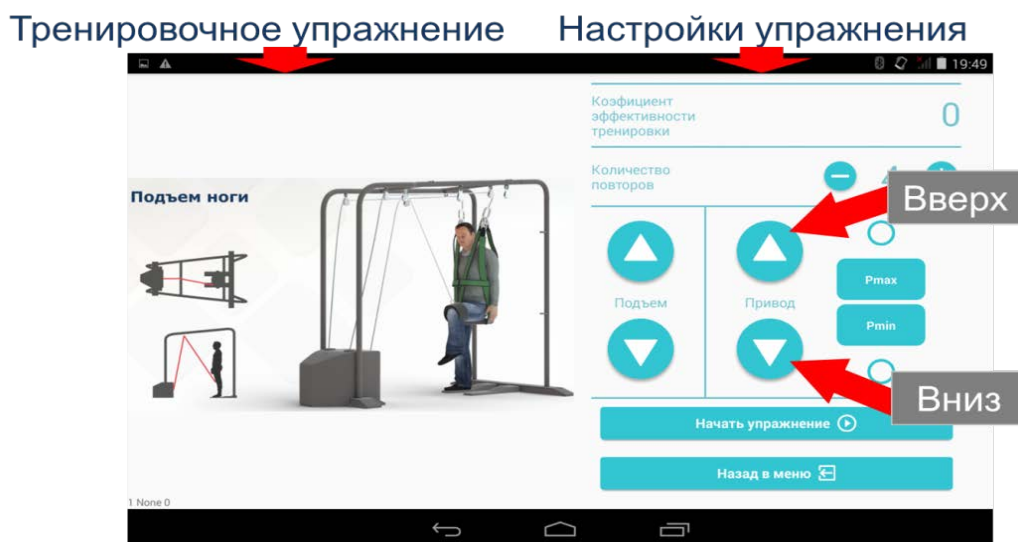 Тренировочное упражнение
Настройки упражнения
19:49
Коэфициент
эффективности
тренировки
0
Количество
повторов
Вверх
Подъем ноги
Подъем
Привод
Pmax
Pmin
Вниз
Начать упражнение
Назад в меню
1 None 0